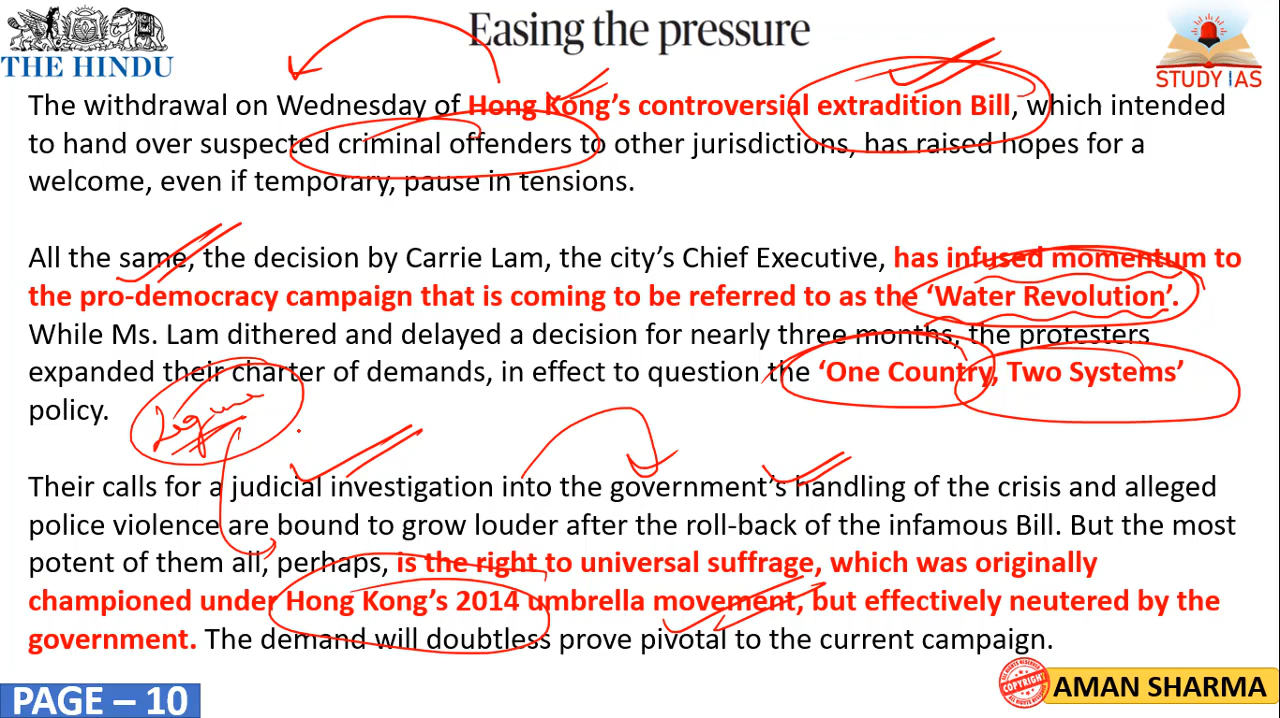 Easing the pressure
THE HINDU
STUDY IAS
The withdrawal on Wednesday of Hong Kong's controversial extradition Bill, which intended
to hand over suspected criminal offenders to other jurisdictions, has raised hopes for a
welcome, even if temporary, pause in tensions.
All the same, the decision by Carrie Lam, the city's Chief Executive, has infused momentum to
the pro-democracy campaign that is coming to be referred to as the 'Water Revolution'.
While Ms. Lam dithered and delayed a decision for nearly three months, the protesters
expanded their charter of demands, in effect to question the 'One Country, Two Systems'
policy.
Their calls for a judicial investigation into the government's handling of the crisis and alleged
police violence are bound to grow louder after the roll-back of the infamous Bill. But the most
potent of them all, perhaps, is the right to universal suffrage, which was originally
championed under Hong Kong's 2014 umbrella movement, but effectively neutered by the
government. The demand will doubtless prove pivotal to the current campaign.
PAGE – 10
COPYRIGHT
AMAN SHARMA